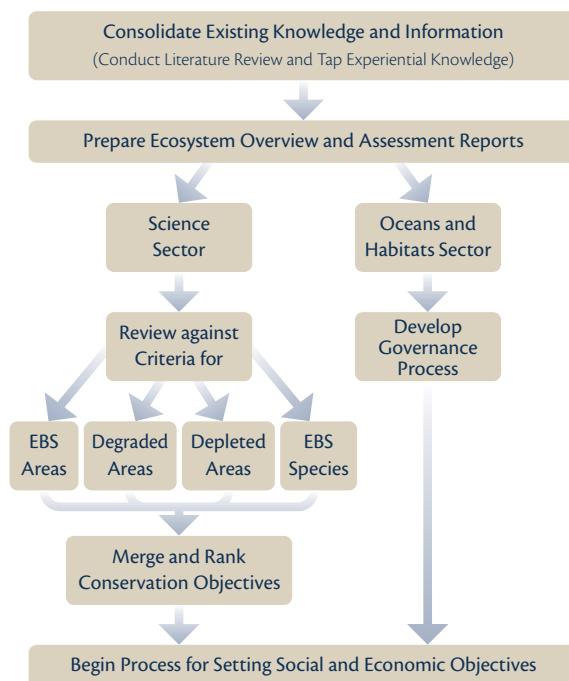 Consolidate Existing Knowledge and Information
(Conduct Literature Review and Tap Experiential Knowledge)
Prepare Ecosystem Overview and Assessment Reports
Science
Sector
Oceans and
Habitats Sector
Review against
Criteria for
Develop
Governance
Process
EBS
Areas
Degraded
Areas
Depleted
Areas
EBS
Species
Merge and Rank
Conservation Objectives
Begin Process for Setting Social and Economic Objectives